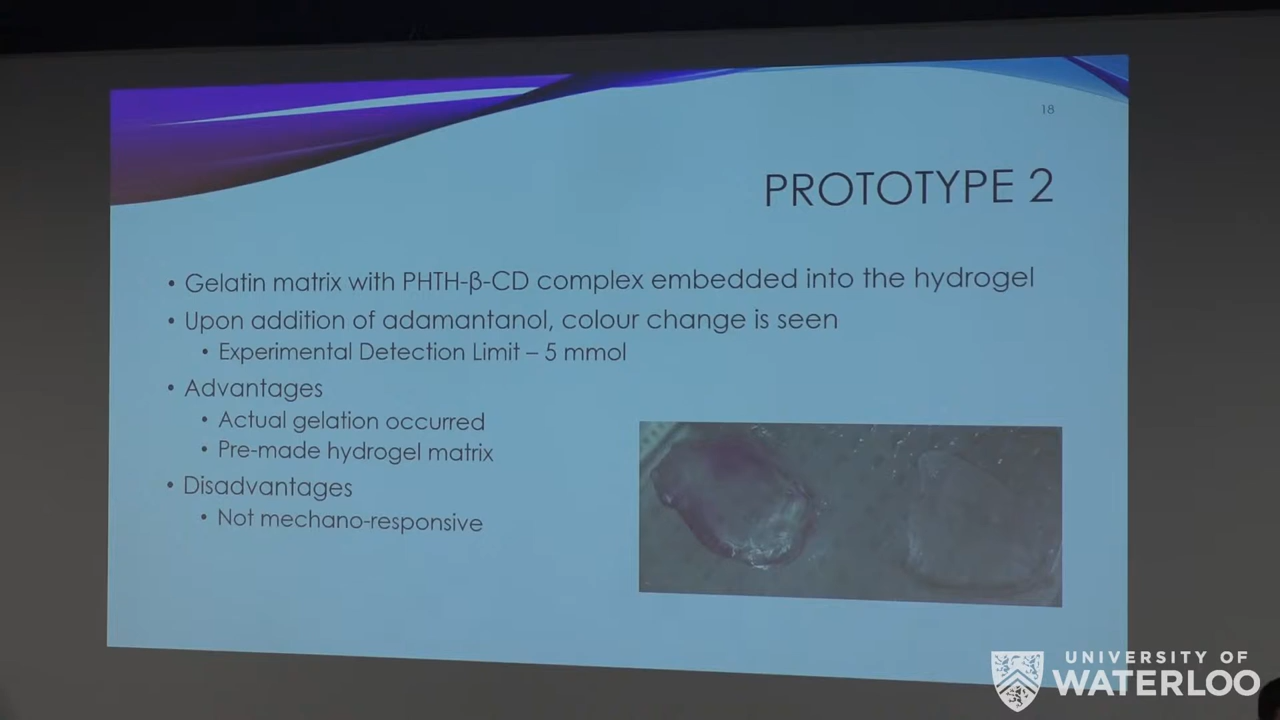 18
PROTOTYPE 2
• Gelatin matrix with PHTH-β-CD complex embedded into the hydrogel
• Upon addition of adamantanol, colour change is seen
• Experimental Detection Limit – 5 mmol
• Advantages
• Actual gelation occurred
• Pre-made hydrogel matrix
• Disadvantages
• Not mechano-responsive
UNIVERSITY OF
WATERLOO